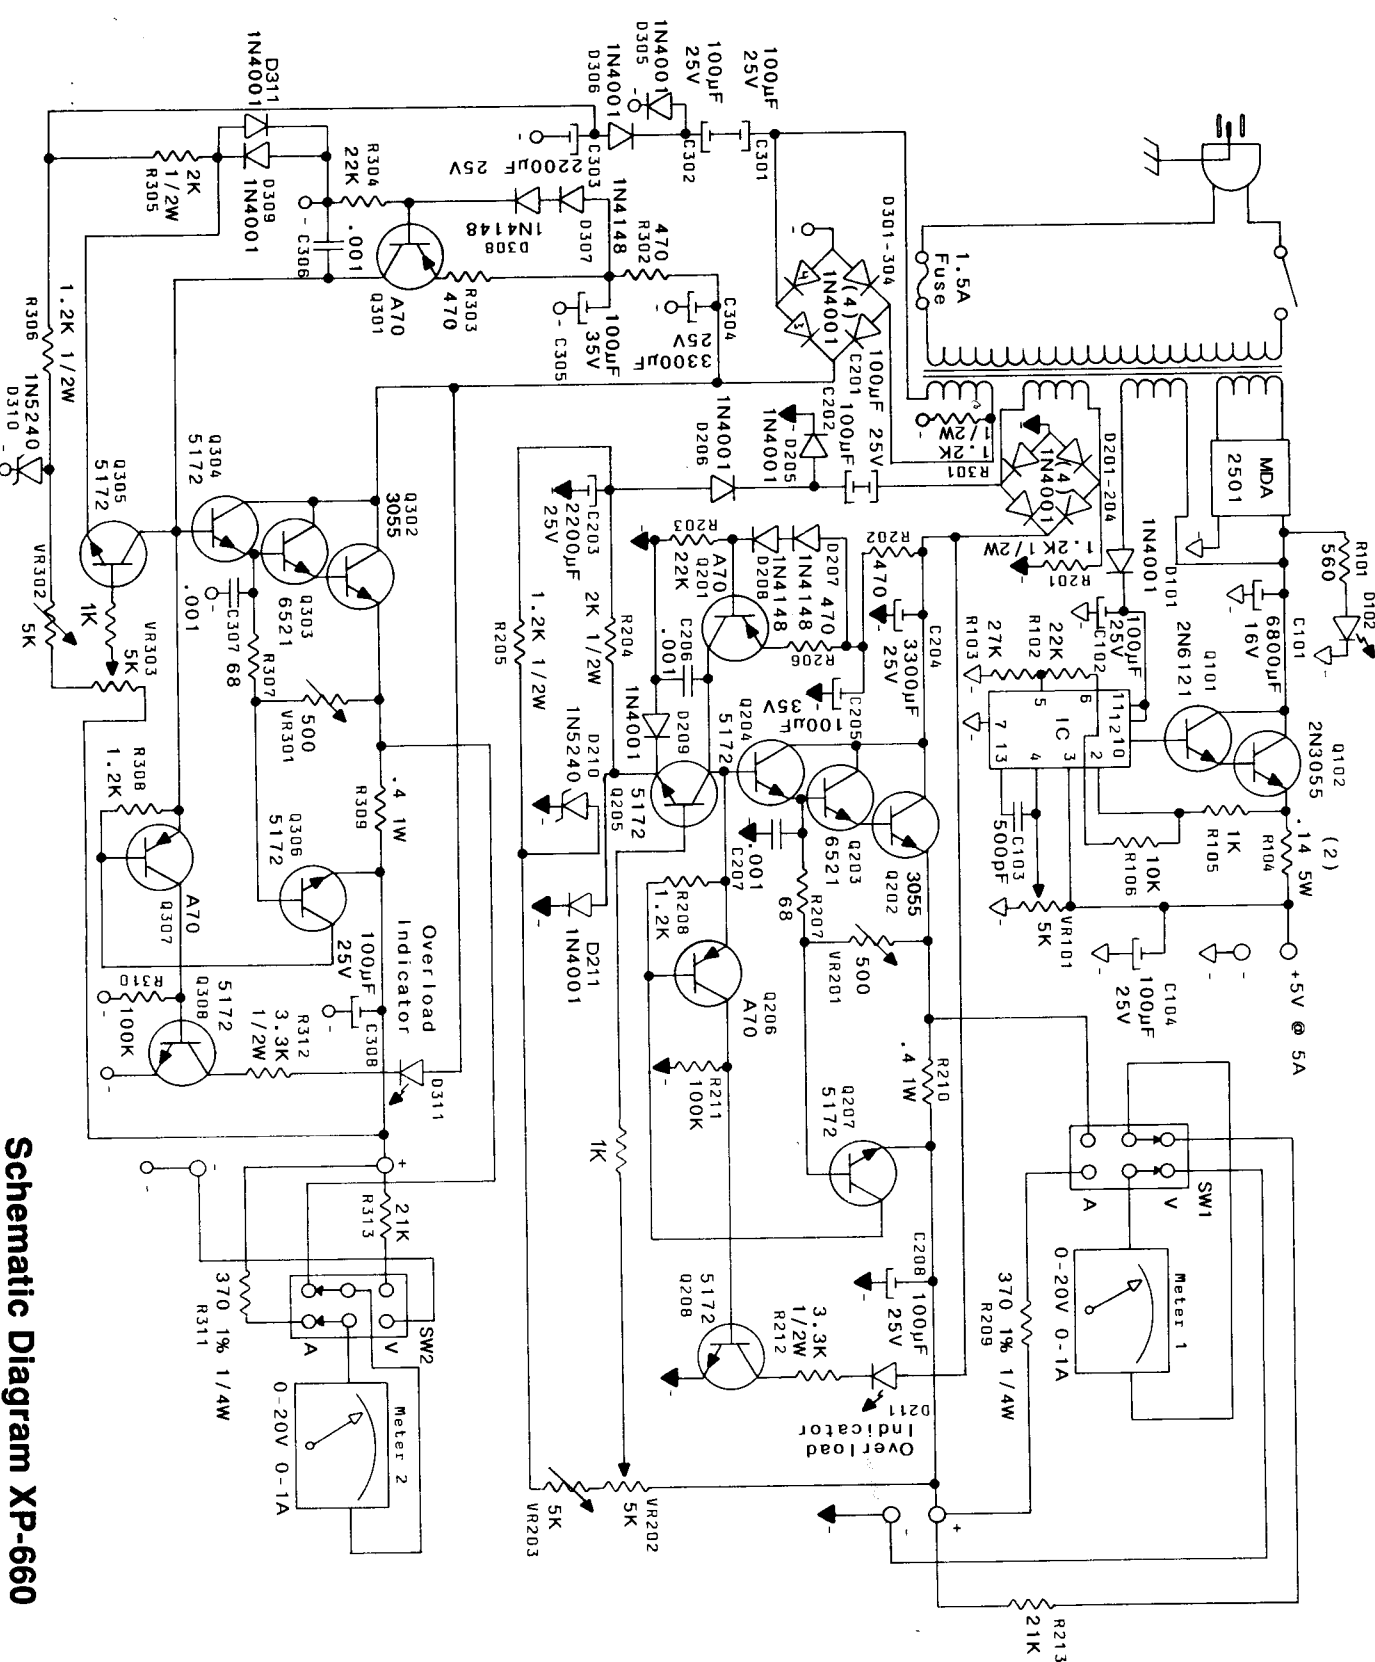 Schematic Diagram XP-660
1.5A
Fuse
MDA
2501
R101
560
D102
C101
6800µF
16V
1N4001
D101
100µF
25V
C102
2N6121
Q101
Q102
2N3055
(2)
.14 5W
R104
1K
R105
10K
R106
R102
22K
R103
27K
IC
11
12
10
6
5
7
13
4
3
2
C103
500pF
VR101
5K
C104
100µF
25V
+5V @ 5A
-
D201-204
(4)
1N4001
1.2K 1/2W
R201
C201
100µF 25V
C202
100µF
D205
1N4001
1N4001
D206
C203
2200µF
25V
R202
470
C204
3300µF
25V
D207
1N4148
1N4148
D208
470
R206
R203
22K
A70
Q201
C206
.001
C205
100µF
35V
2K 1/2W
R204
1.2K 1/2W
R205
1N4001
D209
D210
1N5240
5172
Q205
5172
Q204
6521
Q203
3055
Q202
.001
C207
R207
68
500
VR201
R208
1.2K
D211
1N4001
Q206
A70
R211
100K
1K
R210
.4 1W
Q207
5172
C208
100µF
25V
5172
Q208
3.3K
1/2W
R212
D211
Overload
Indicator
VR202
5K
5K
VR203
SW1
V
A
Meter 1
0-20V 0-1A
370 1% 1/4W
R209
+
-
R213
21K
100µF
25V
C301
100µF
25V
C302
1N4001
D305
1N4001
D306
C303
2200µF 25V
D301-304
(4)
1N4001
4
3
1.2K
1/2W
R301
C304
3300µF
25V
470
R302
C305
100µF
35V
1N4148
D307
1N4148
D308
R303
470
A70
Q301
R304
22K
.001
C306
D311
1N4001
D309
1N4001
2K
1/2W
R305
1.2K 1/2W
R306
1N5240
D310
Q305
5172
Q304
5172
Q303
6521
Q302
3055
C307
.001
R307
68
500
VR301
VR302
5K
1K
VR303
5K
R308
1.2K
A70
Q307
.4 1W
R309
Q306
5172
R310
100K
5172
Q308
R312
3.3K
1/2W
100µF
25V
C308
Overload
Indicator
D311
+
-
21K
R313
370 1% 1/4W
R311
SW2
V
A
Meter 2
0-20V 0-1A